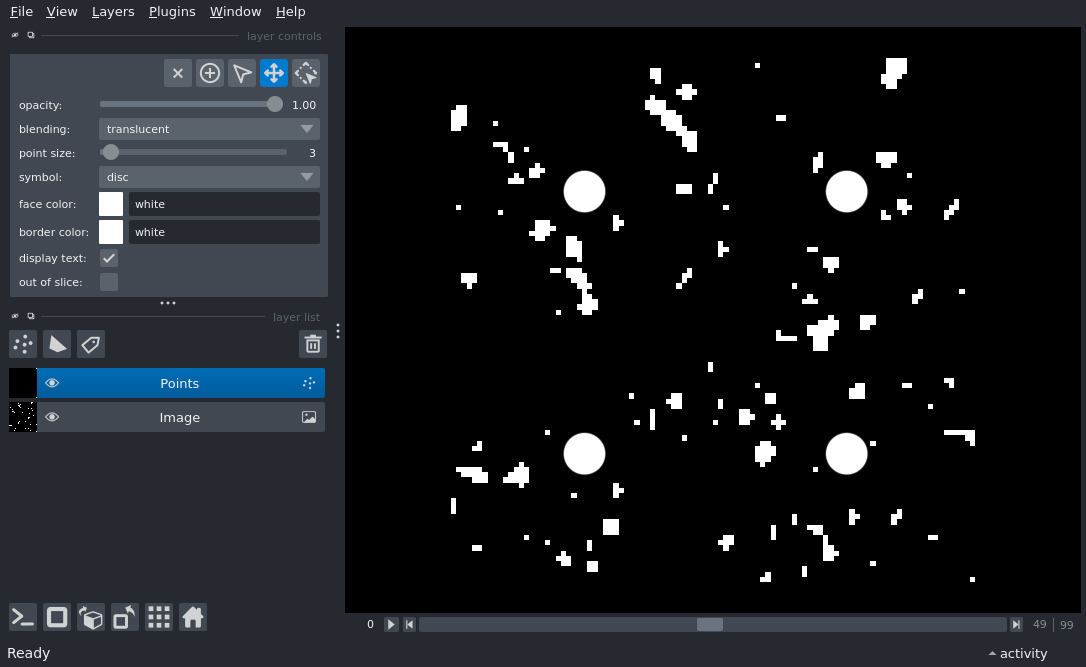 File View Layers Plugins Window Help
layer controls
opacity: 1.00
blending: translucent
point size: 3
symbol: disc
face color: white
border color: white
display text:
out of slice:
layer list
Points
Image
0 49 99
Ready activity